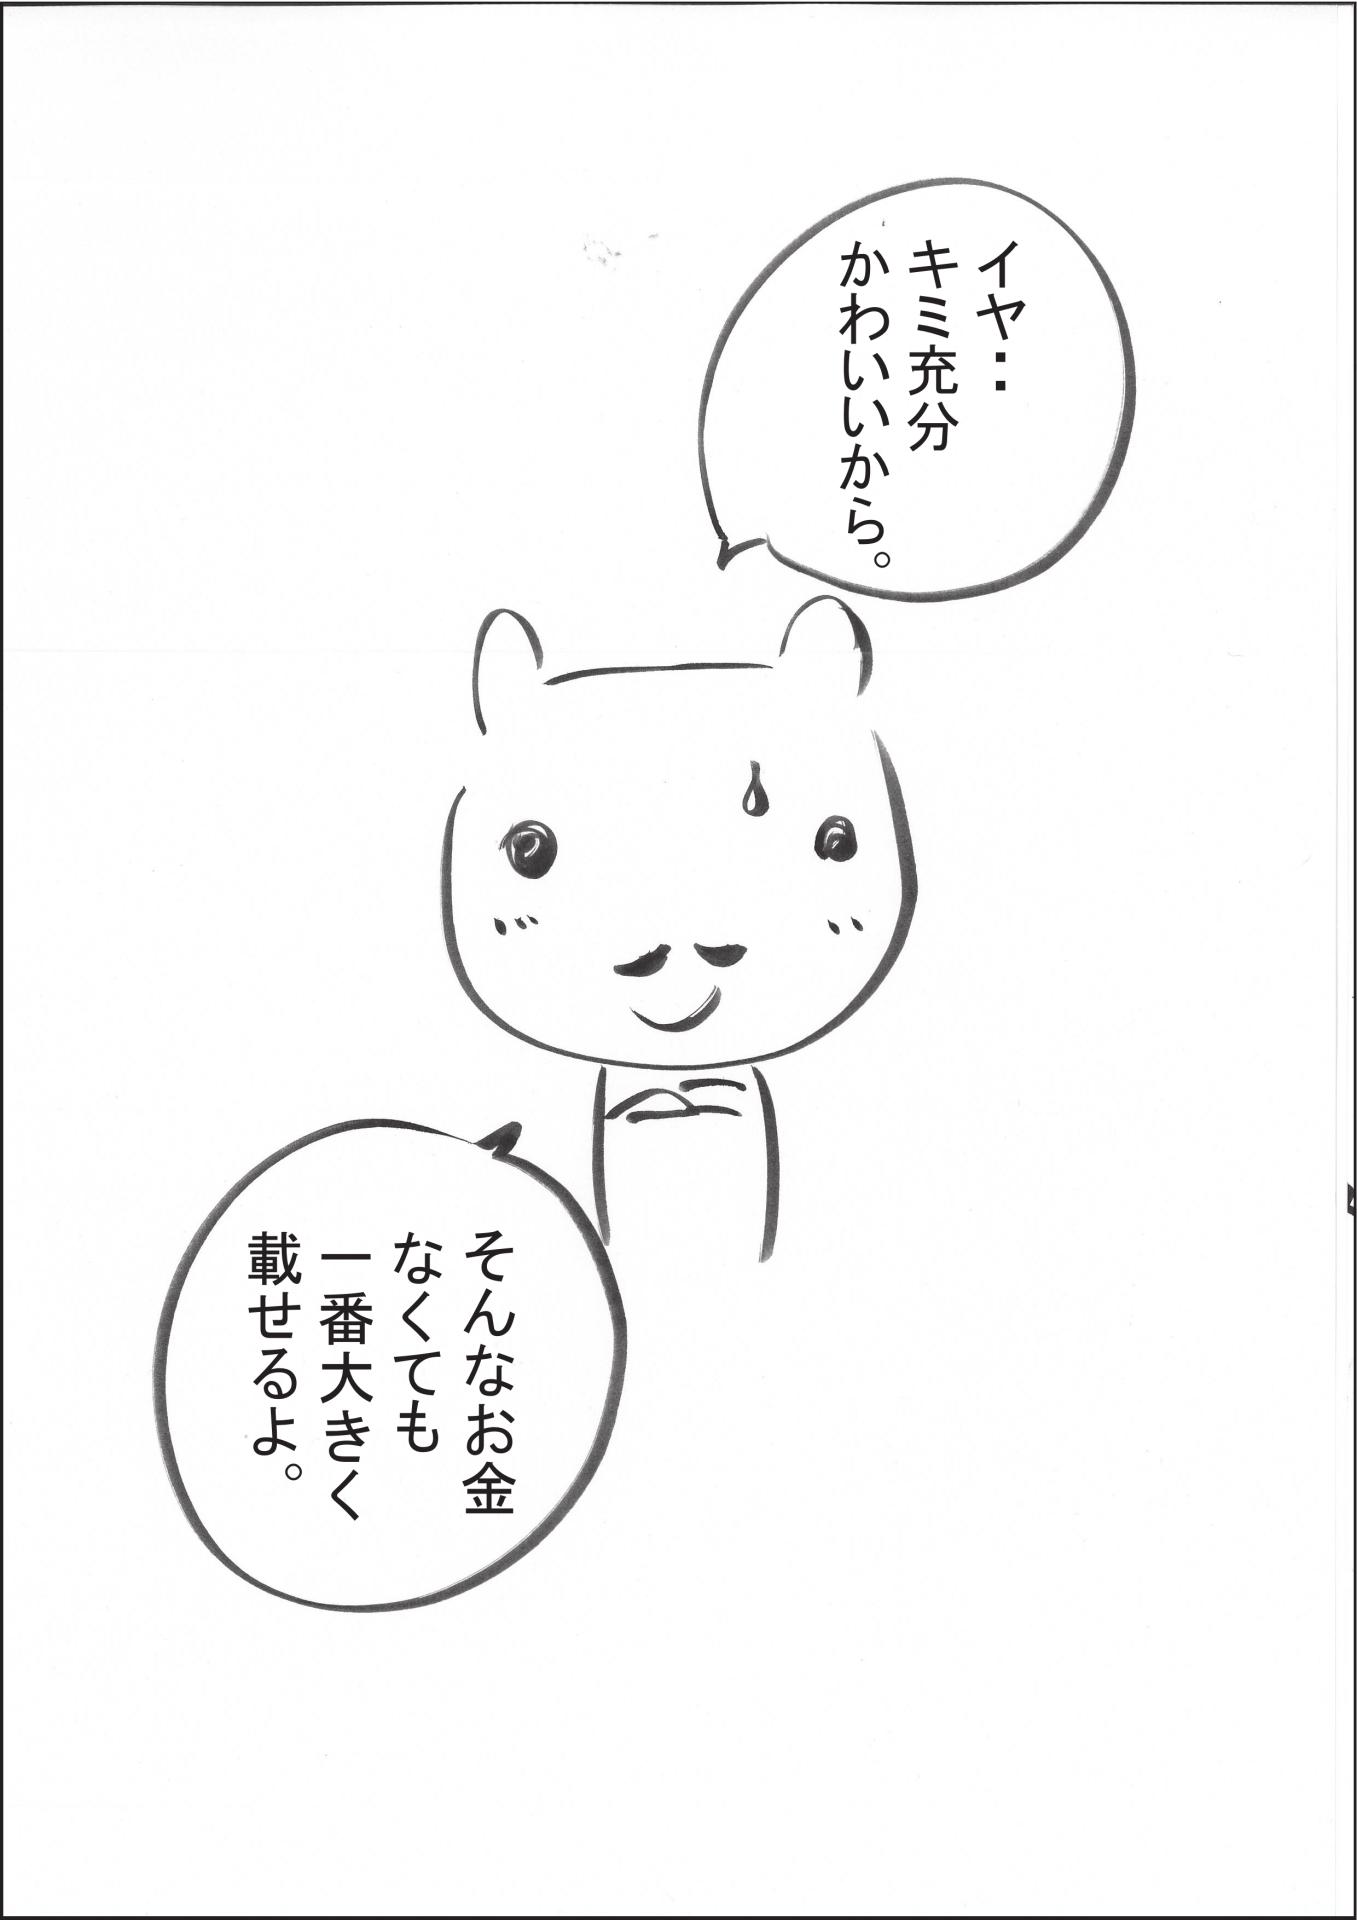 イヤ‥
キミ充分
かわいいから。
そんなお金
なくても
一番大きく
載せるよ。